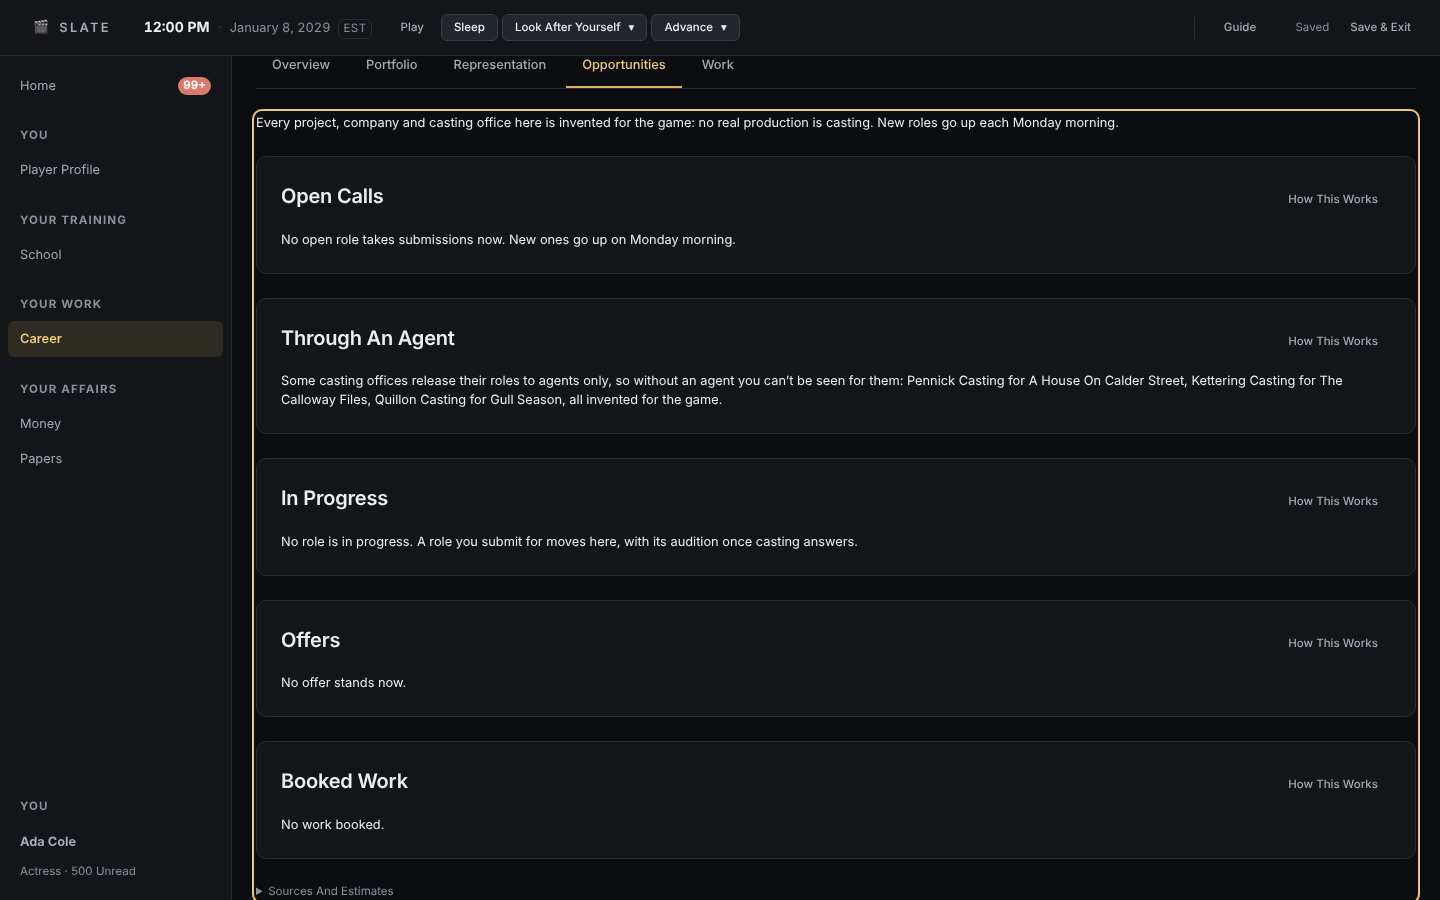 SLATE
12:00 PM · January 8, 2029 EST
Play
Sleep
Look After Yourself ▾
Advance ▾
Guide
Saved
Save & Exit
Home
99+
YOU
Player Profile
YOUR TRAINING
School
YOUR WORK
Career
YOUR AFFAIRS
Money
Papers
YOU
Ada Cole
Actress · 500 Unread
Overview
Portfolio
Representation
Opportunities
Work
Every project, company and casting office here is invented for the game: no real production is casting. New roles go up each Monday morning.
Open Calls
How This Works
No open role takes submissions now. New ones go up on Monday morning.
Through An Agent
How This Works
Some casting offices release their roles to agents only, so without an agent you can’t be seen for them: Pennick Casting for A House On Calder Street, Kettering Casting for The
Calloway Files, Quillon Casting for Gull Season, all invented for the game.
In Progress
How This Works
No role is in progress. A role you submit for moves here, with its audition once casting answers.
Offers
How This Works
No offer stands now.
Booked Work
How This Works
No work booked.
Sources And Estimates